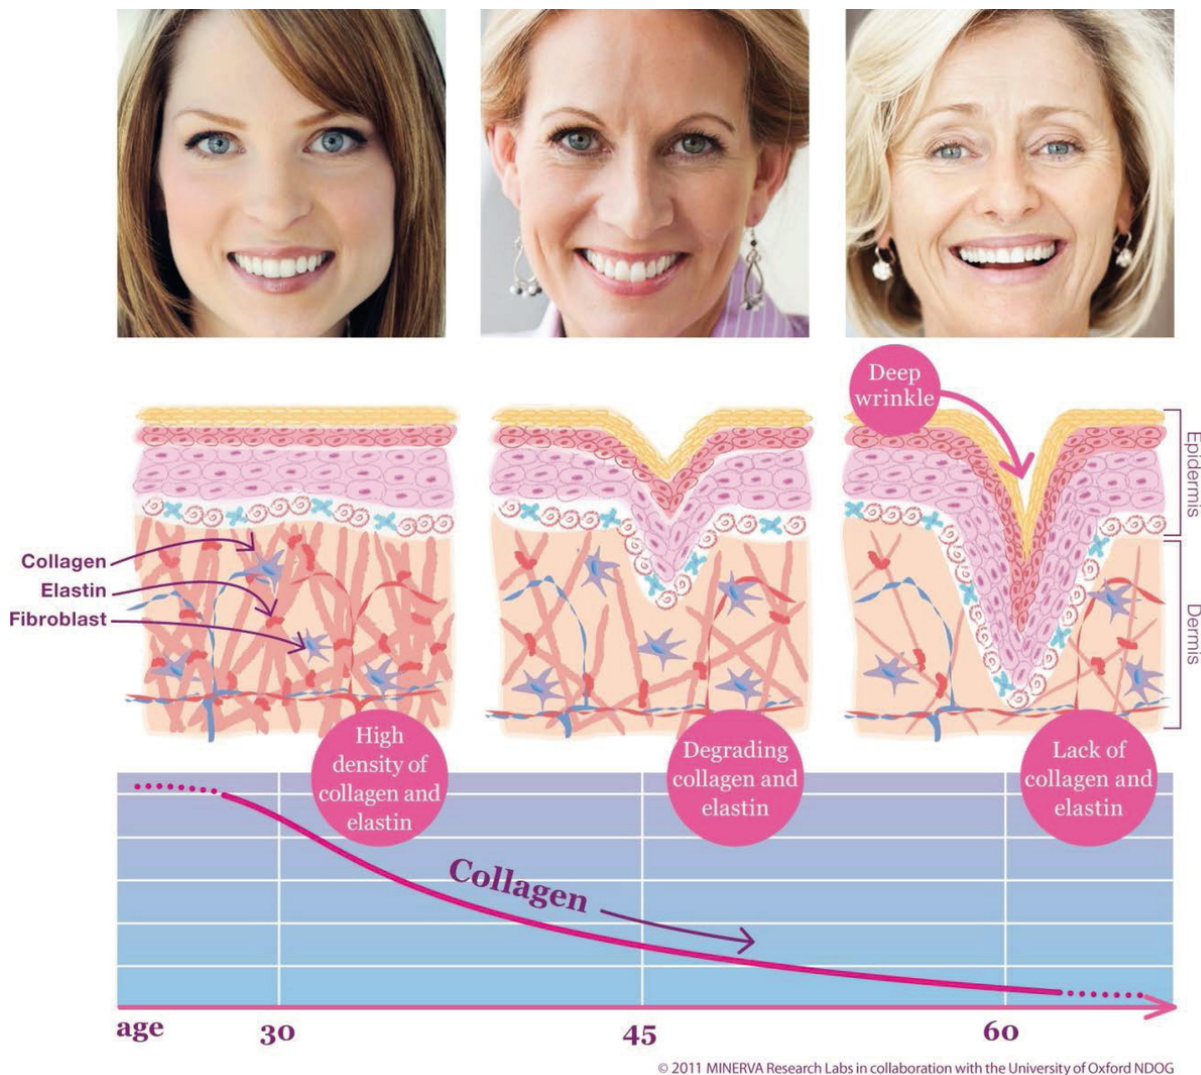 Deep
wrinkle
Epidermis
Collagen
Elastin
Fibroblast
Dermis
High
density of
collagen and
elastin
Degrading
collagen and
elastin
Lack of
collagen and
elastin
Collagen
age
30
45
60
© 2011 MINERVA Research Labs in collaboration with the University of Oxford NDOG